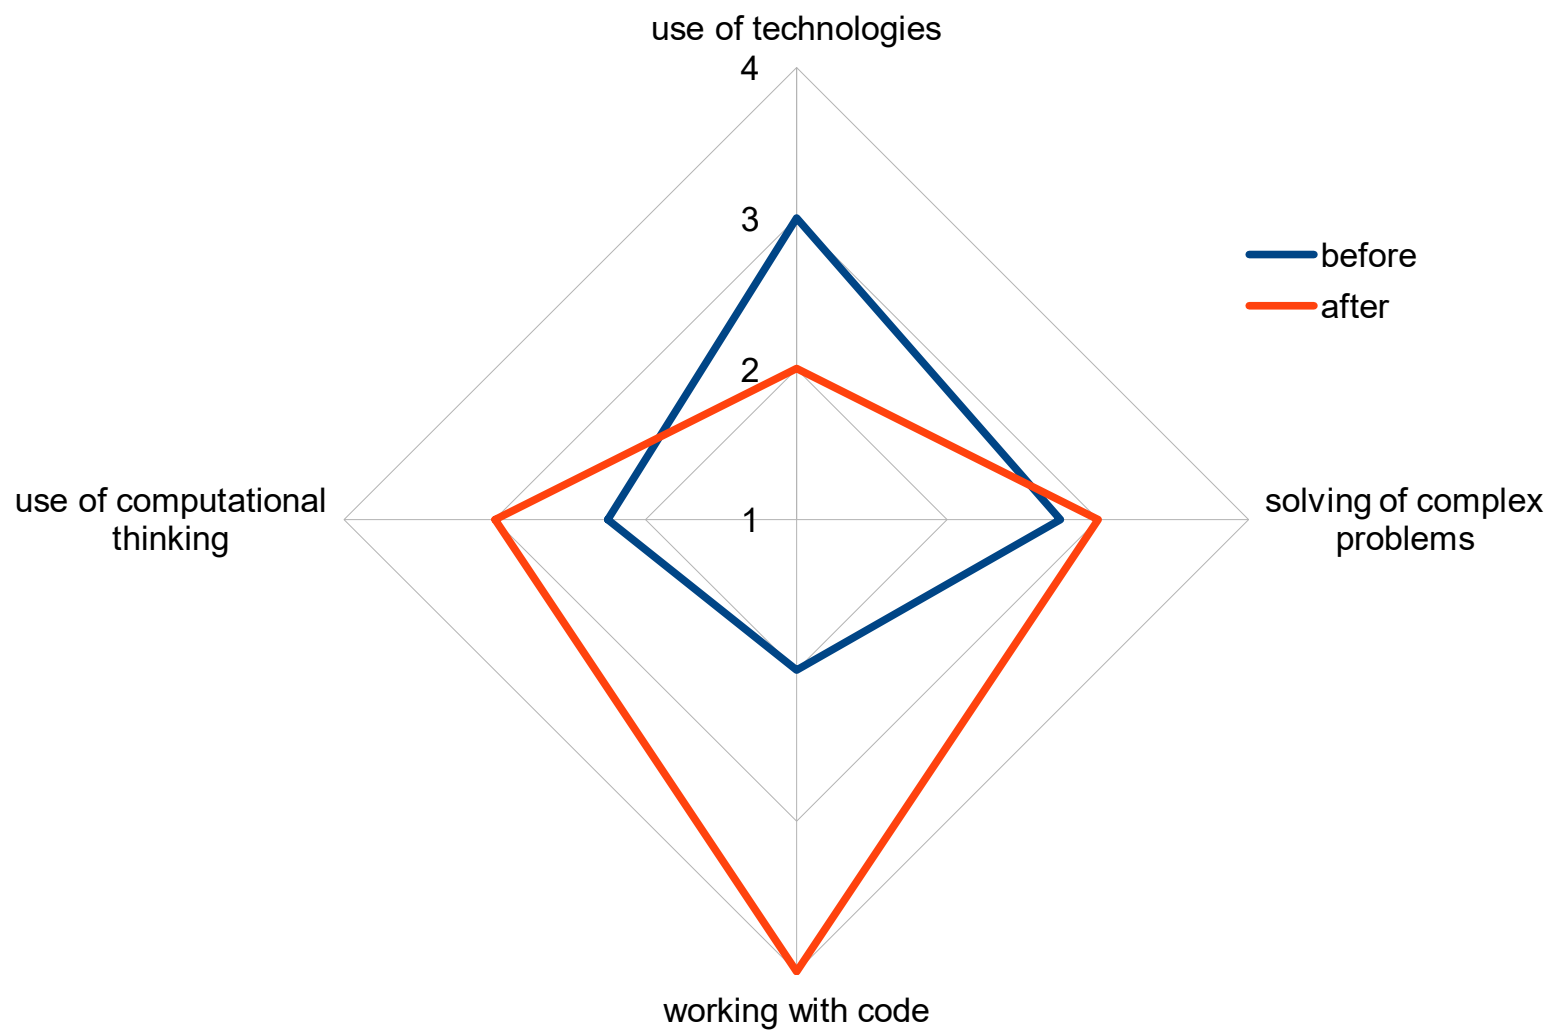 use of technologies
4
3
before
after
2
use of computational
thinking
1
solving of complex
problems
working with code